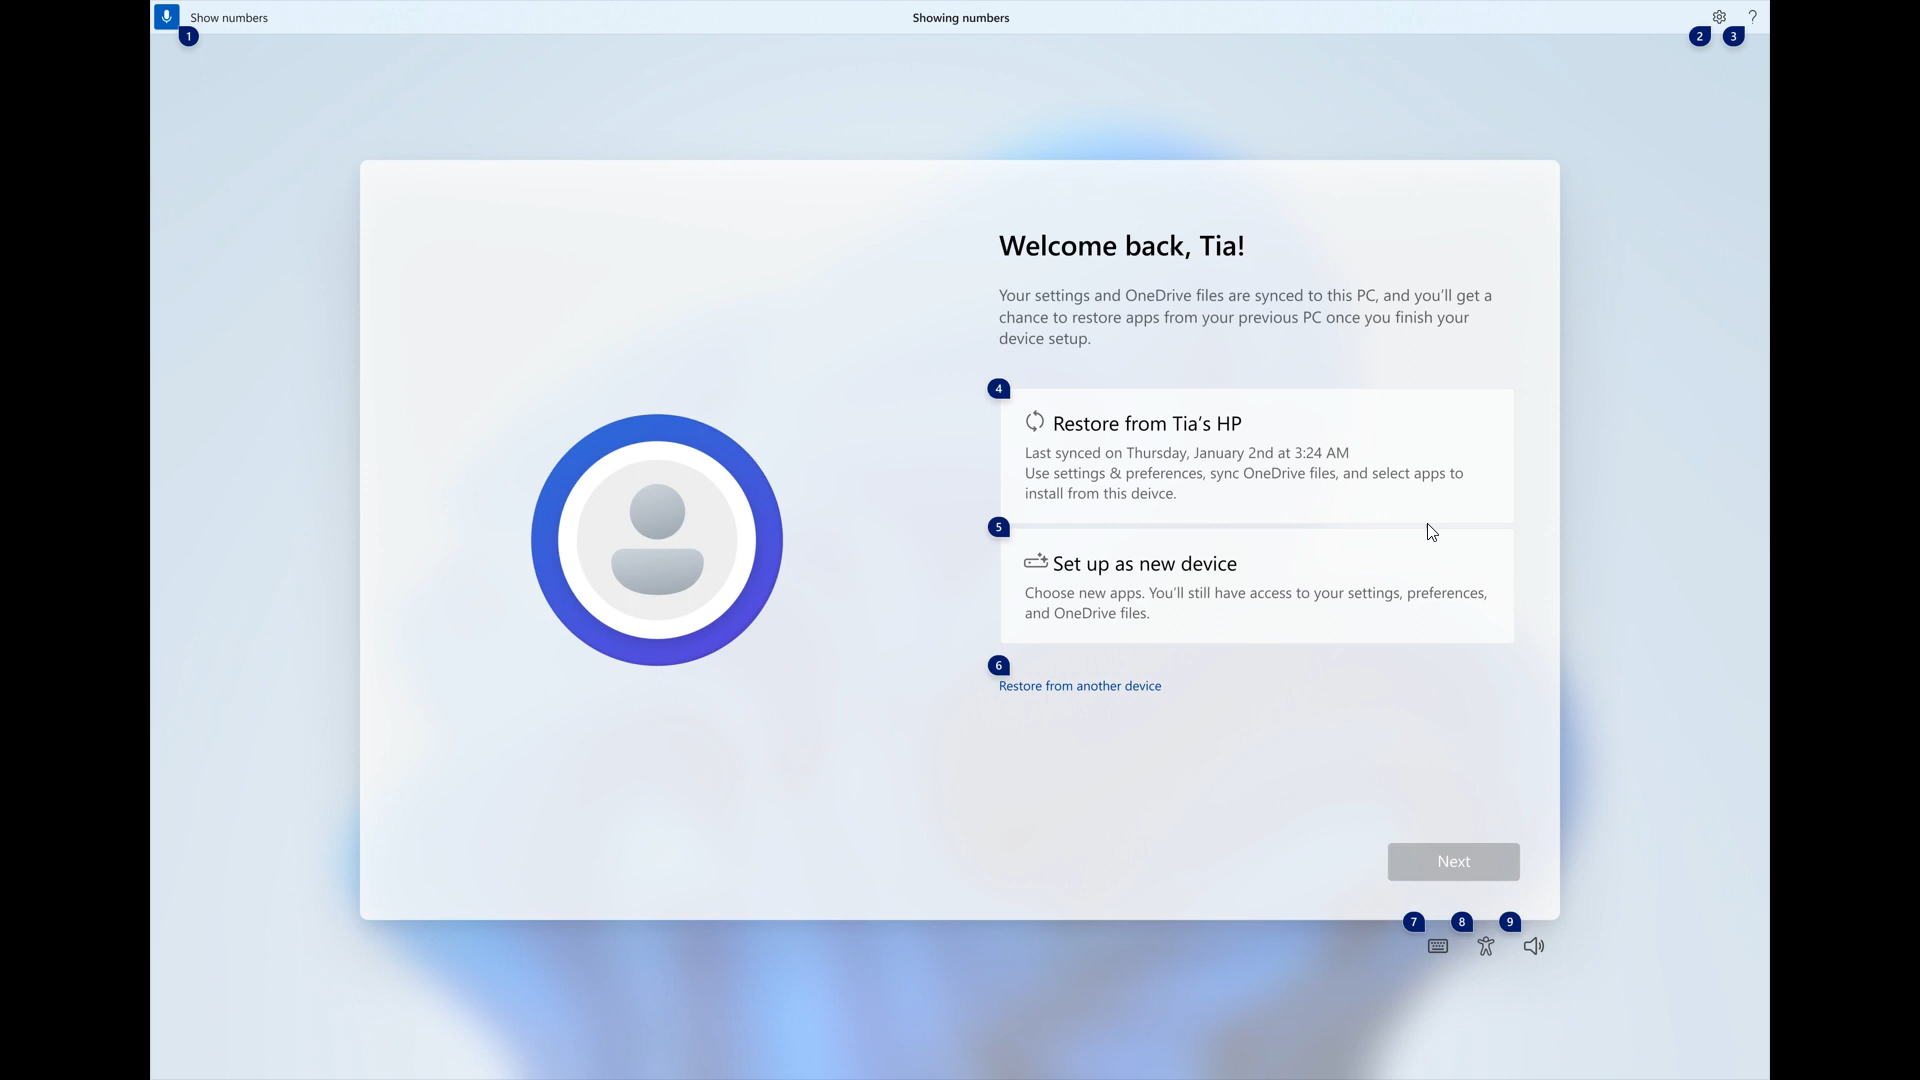 Show numbers
Showing numbers
?
1
2
3
Welcome back, Tia!
Your settings and OneDrive files are synced to this PC, and you'll get a
chance to restore apps from your previous PC once you finish your
device setup.
4
Restore from Tia's HP
Last synced on Thursday, January 2nd at 3:24 AM
Use settings & preferences, sync OneDrive files, and select apps to
install from this deivce.
5
Set up as new device
Choose new apps. You'll still have access to your settings, preferences,
and OneDrive files.
6
Restore from another device
Next
7
8
9